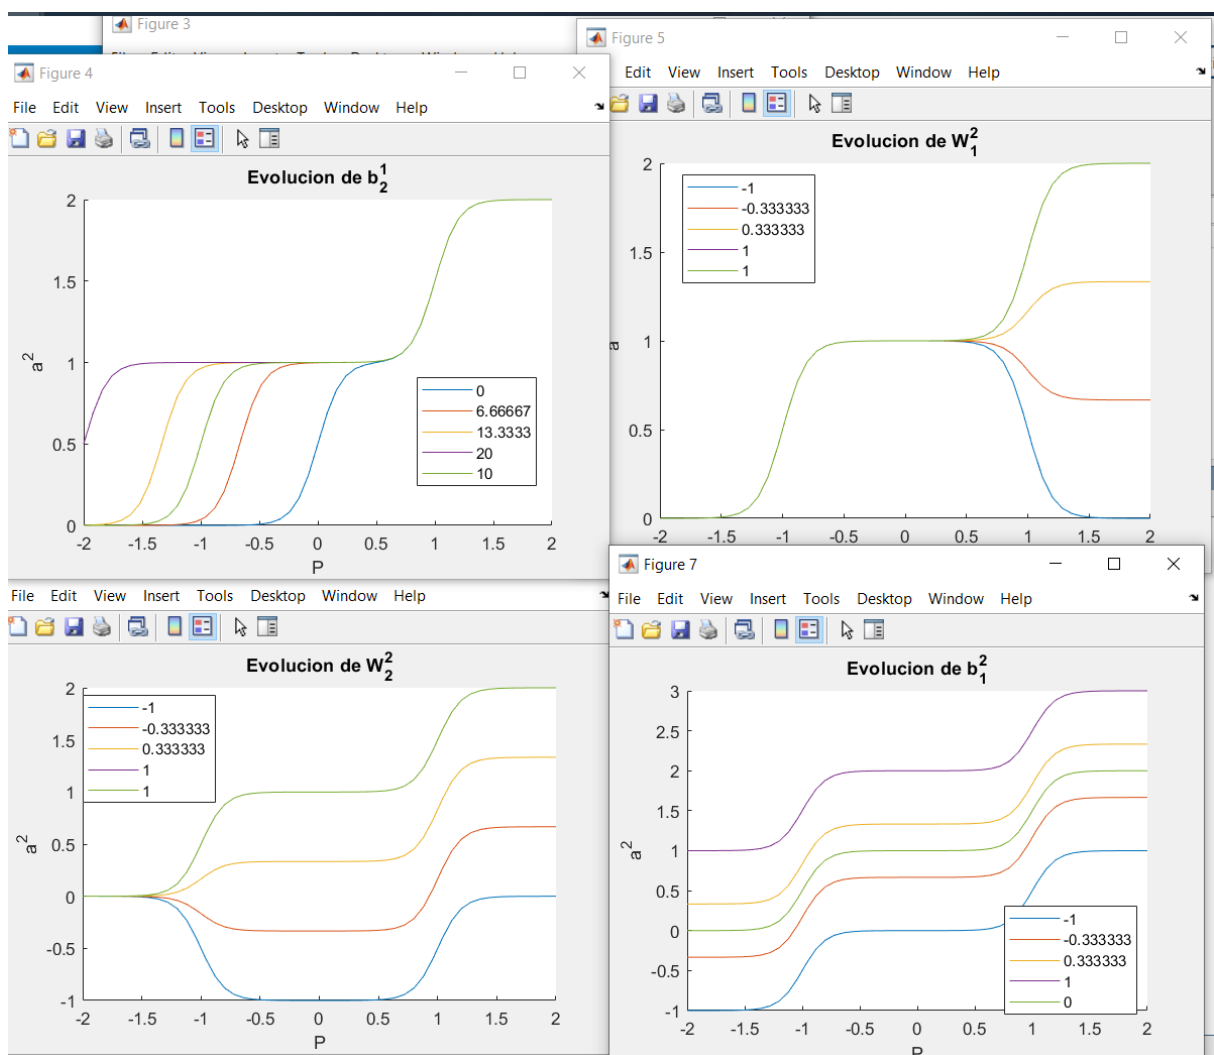 Figure 3
Figure 5
Edit View Insert Tools Desktop Window Help
Figure 4
File Edit View Insert Tools Desktop Window Help
Evolucion de b₂¹
a²
2
1.5
1
0.5
0
-2 -1.5 -1 -0.5 0 0.5 1 1.5 2
P
0
6.66667
13.3333
20
10
Evolucion de W₁²
a
2
1.5
1
0.5
0
-2 -1.5 -1 -0.5 0 0.5 1 1.5 2
-1
-0.333333
0.333333
1
1
File Edit View Insert Tools Desktop Window Help
Evolucion de W₂²
a²
2
1.5
1
0.5
0
-0.5
-1
-2 -1.5 -1 -0.5 0 0.5 1 1.5 2
P
-1
-0.333333
0.333333
1
1
Figure 7
File Edit View Insert Tools Desktop Window Help
Evolucion de b₁²
a²
3
2.5
2
1.5
1
0.5
0
-0.5
-1
-2 -1.5 -1 -0.5 0 0.5 1 1.5 2
P
-1
-0.333333
0.333333
1
0